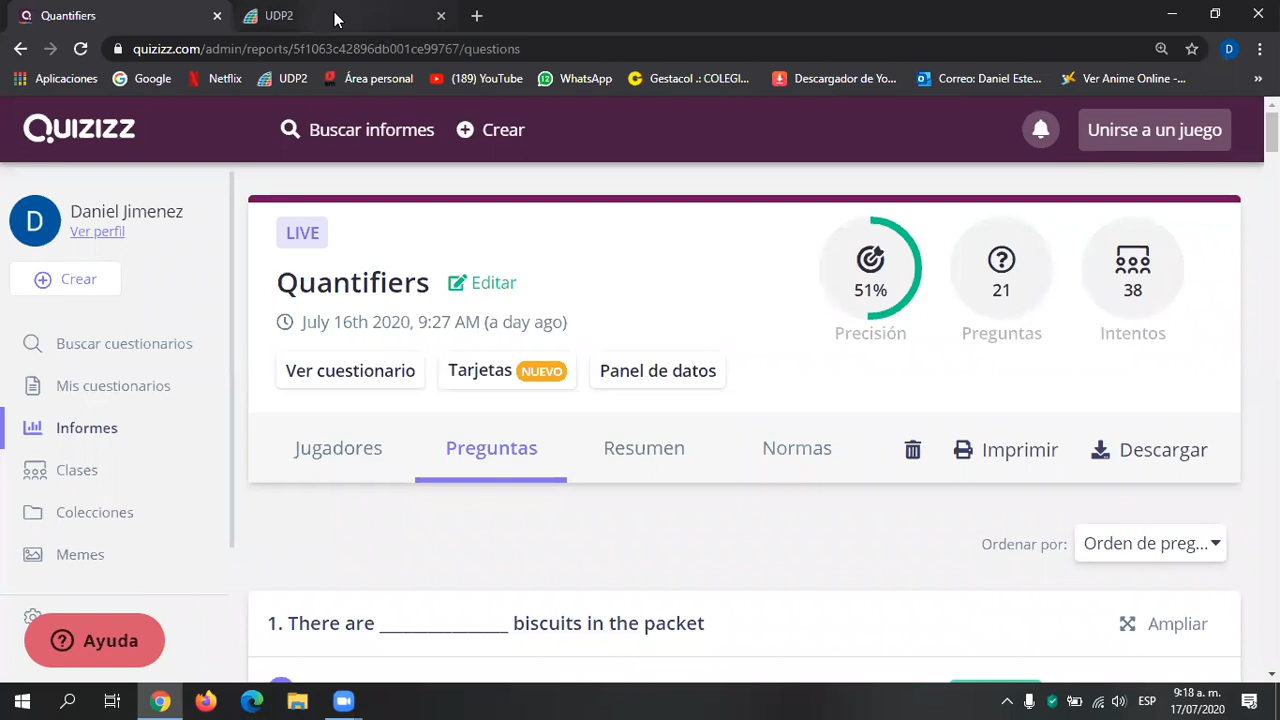 Quantifiers
UDP2
quizizz.com/admin/reports/5f1063c42896db001ce99767/questions
D
Aplicaciones
Google
Netflix
UDP2
Área personal
(189) YouTube
WhatsApp
Gestacol .: COLEGI...
Descargador de Yo...
Correo: Daniel Este...
Ver Anime Online -...
»
QUIZIZZ
Buscar informes
Crear
Unirse a un juego
D
Daniel Jimenez
Ver perfil
Crear
Buscar cuestionarios
Mis cuestionarios
Informes
Clases
Colecciones
Memes
Ayuda
LIVE
Quantifiers
Editar
July 16th 2020, 9:27 AM (a day ago)
Ver cuestionario
Tarjetas NUEVO
Panel de datos
51%
Precisión
21
Preguntas
38
Intentos
Jugadores
Preguntas
Resumen
Normas
Imprimir
Descargar
Ordenar por:
Orden de preg...
1. There are ______________ biscuits in the packet
Ampliar
ESP
9:18 a. m.
17/07/2020